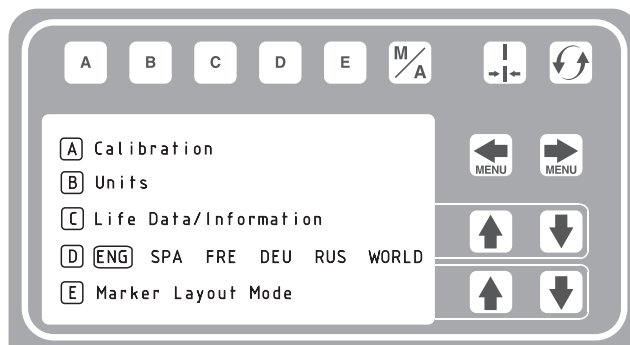 A B C D E M/A
A Calibration
B Units
C Life Data/Information
D ENG SPA FRE DEU RUS WORLD
E Marker Layout Mode
MENU MENU